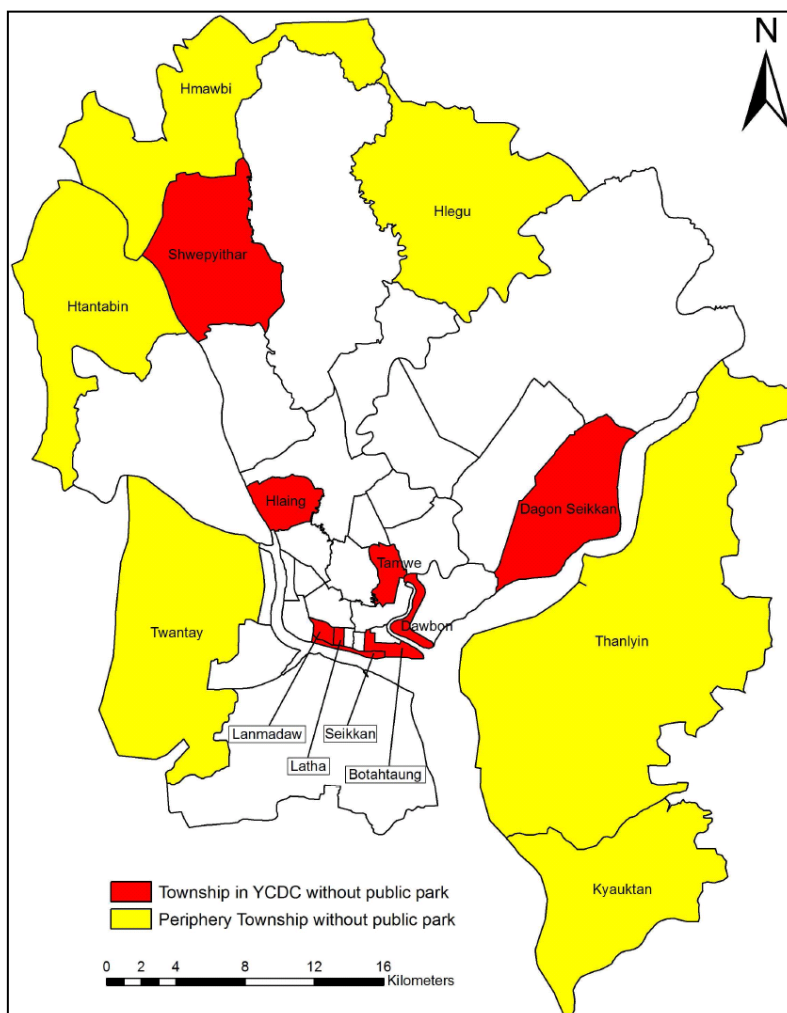 N
Hmawbi
Hlegu
Shwepyithar
Htantabin
Hlaing
Dagon Seikkan
Tamwe
Dawbon
Twantay
Thanlyin
Lanmadaw
Seikkan
Latha
Botahtaung
Kyauktan
Township in YCDC without public park
Periphery Township without public park
0 2 4 8 12 16
Kilometers